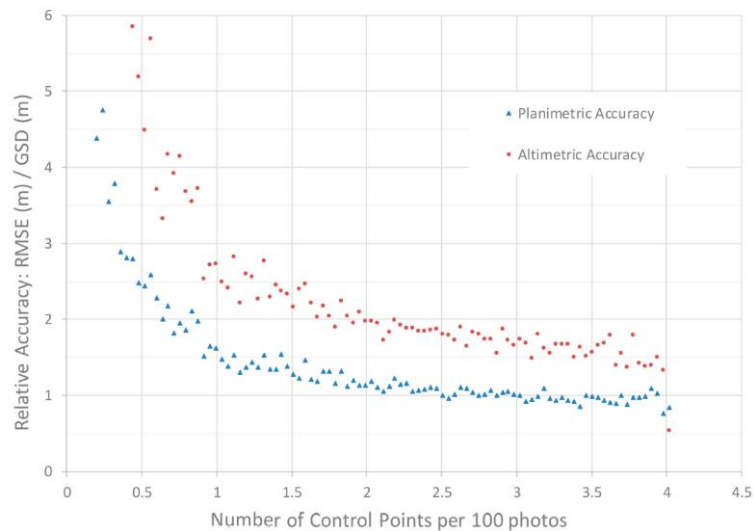 6
5
4
3
2
1
0
Relative Accuracy: RMSE (m) / GSD (m)
Planimetric Accuracy
Altimetric Accuracy
0 0.5 1 1.5 2 2.5 3 3.5 4 4.5
Number of Control Points per 100 photos